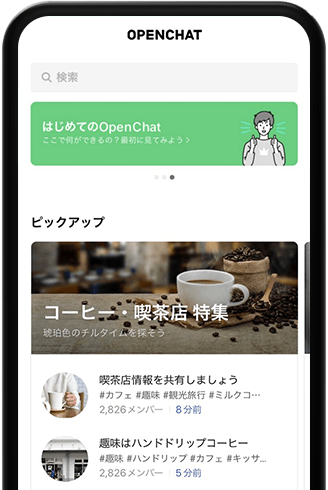 OPENCHAT
検索
はじめてのOpenChat
ここで何ができるの？最初に見てみよう >
ピックアップ
コーヒー・喫茶店 特集
琥珀色のチルタイムを探そう
喫茶店情報を共有しましょう
#カフェ #趣味 #観光旅行 #ミルクコ…
2,826メンバー | 8分前
趣味はハンドドリップコーヒー
#趣味 #ハンドリップ #カフェ #キッサ...
2,826メンバー | 5分前